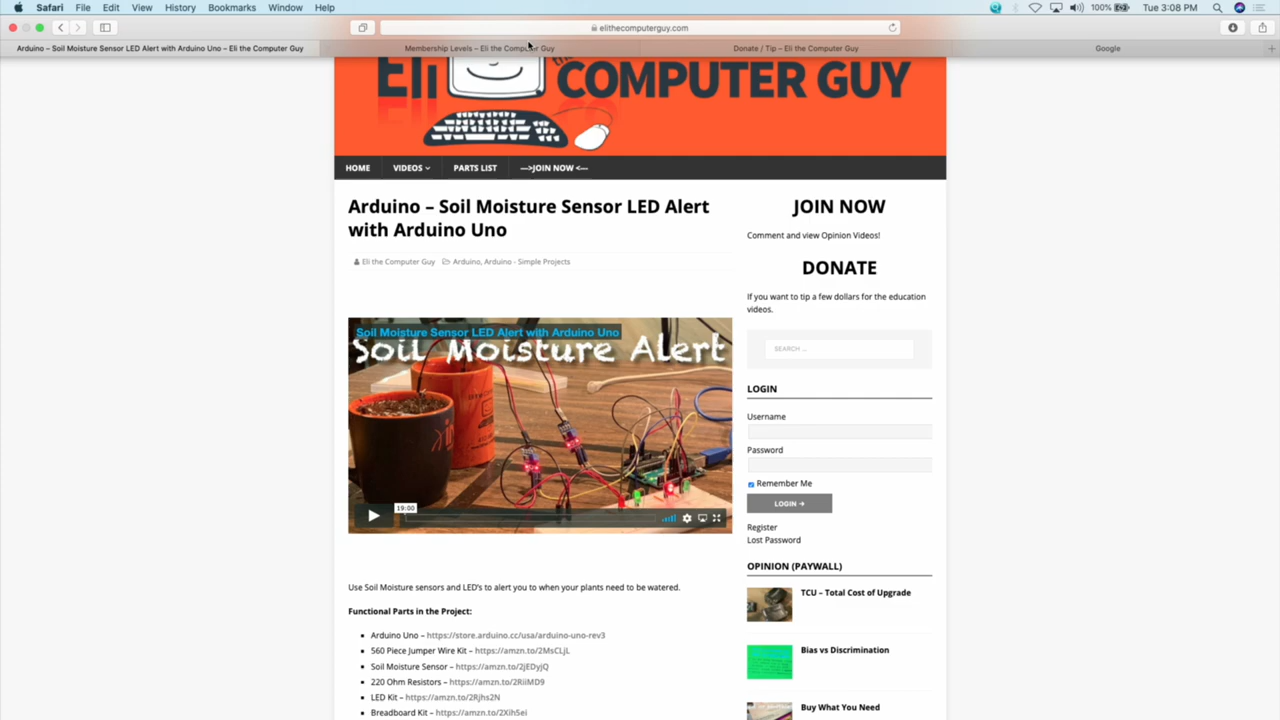 Safari File Edit View History Bookmarks Window Help 100% Tue 3:08 PM
elithecomputerguy.com
Arduino – Soil Moisture Sensor LED Alert with Arduino Uno – Eli the Computer Guy
Membership Levels – Eli the Computer Guy
Donate / Tip – Eli the Computer Guy
Google
Eli the COMPUTER GUY
HOME VIDEOS PARTS LIST --->JOIN NOW <---
Arduino – Soil Moisture Sensor LED Alert
with Arduino Uno
Eli the Computer Guy Arduino, Arduino - Simple Projects
Soil Moisture Sensor LED Alert with Arduino Uno
Soil Moisture Alert
19:00
Use Soil Moisture sensors and LED's to alert you to when your plants need to be watered.
Functional Parts in the Project:
Arduino Uno – https://store.arduino.cc/usa/arduino-uno-rev3
560 Piece Jumper Wire Kit – https://amzn.to/2MsCLjL
Soil Moisture Sensor – https://amzn.to/2jEDyjQ
220 Ohm Resistors – https://amzn.to/2RiiMD9
LED Kit – https://amzn.to/2Rjhs2N
Breadboard Kit – https://amzn.to/2Xih5ei
JOIN NOW
Comment and view Opinion Videos!
DONATE
If you want to tip a few dollars for the education
videos.
SEARCH ...
LOGIN
Username
Password
Remember Me
LOGIN →
Register
Lost Password
OPINION (PAYWALL)
TCU – Total Cost of Upgrade
Bias vs Discrimination
Buy What You Need